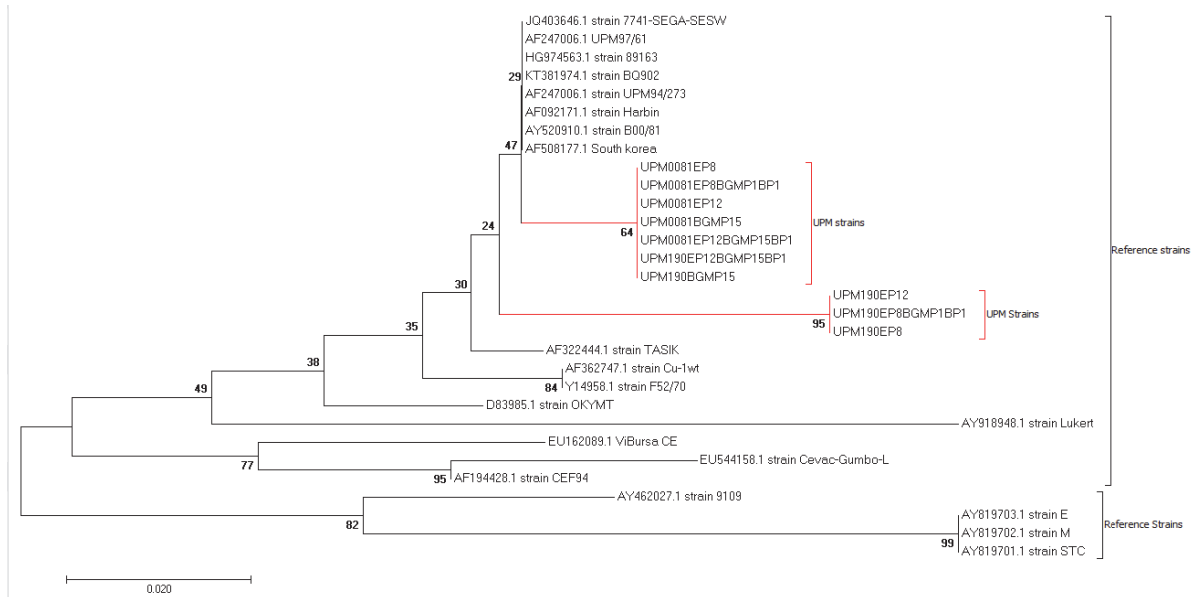 JQ403646.1 strain 7741-SEGA-SESW
AF247006.1 UPM97/61
HG974563.1 strain 89163
29
KT381974.1 strain BQ902
AF247006.1 strain UPM94/273
AF092171.1 strain Harbin
AY520910.1 strain B00/81
47
AF508177.1 South korea
UPM0081EP8
UPM0081EP8BGMP1BP1
UPM0081EP12
UPM0081BGMP15
UPM strains
24
64
UPM0081EP12BGMP15BP1
Reference strains
UPM190EP12BGMP15BP1
UPM190BGMP15
30
UPM190EP12
UPM190EP8BGMP1BP1
UPM Strains
95
UPM190EP8
35
AF322444.1 strain TASIK
38
AF362747.1 strain Cu-1wt
84
Y14958.1 strain F52/70
49
D83985.1 strain OKYMT
AY918948.1 strain Lukert
EU162089.1 ViBursa CE
77
EU544158.1 strain Cevac-Gumbo-L
95
AF194428.1 strain CEF94
AY462027.1 strain 9109
82
AY819703.1 strain E
Reference Strains
AY819702.1 strain M
99
AY819701.1 strain STC
0.020